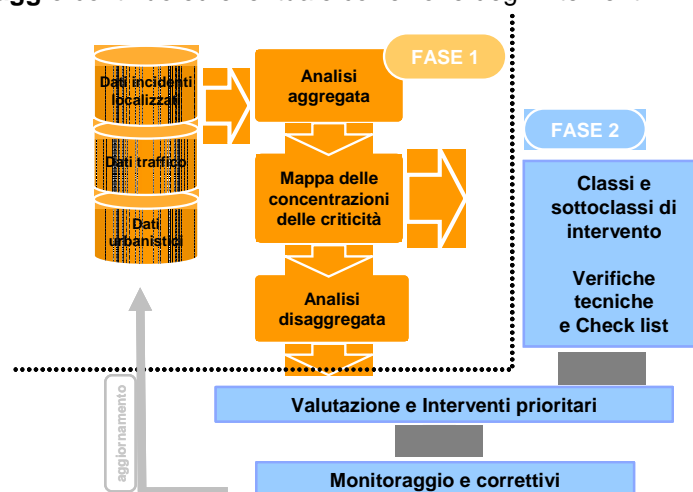 FASE 1
Dati incidenti
localizzati
Analisi
aggregata
FASE 2
Dati traffico
Mappa delle
concentrazioni
delle criticità
Classi e
sottoclassi di
intervento
Dati
urbanistici
Verifiche
tecniche
e Check list
Analisi
disaggregata
aggiornamento
Valutazione e Interventi prioritari
Monitoraggio e correttivi